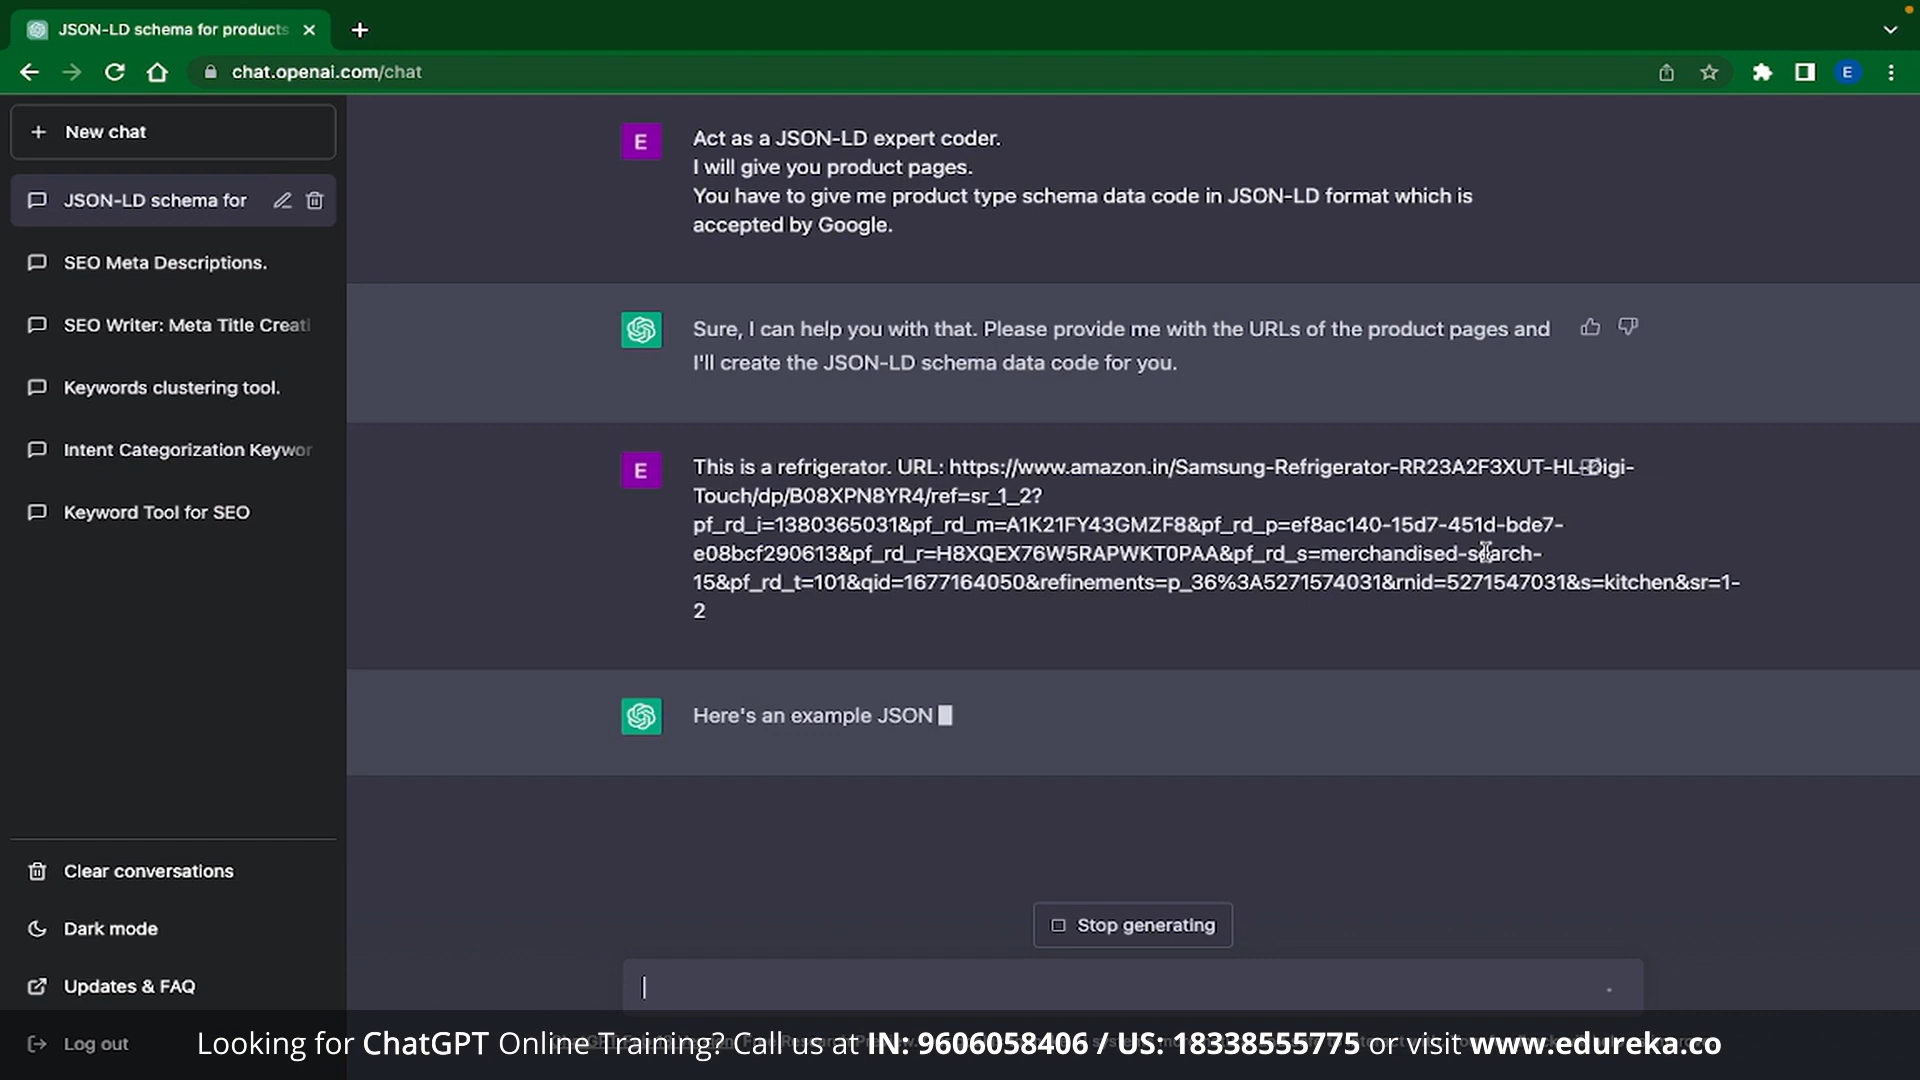 JSON-LD schema for products
chat.openai.com/chat
E
New chat
JSON-LD schema for
SEO Meta Descriptions.
SEO Writer: Meta Title Creati
Keywords clustering tool.
Intent Categorization Keywor
Keyword Tool for SEO
Clear conversations
Dark mode
Updates & FAQ
Log out
E
Act as a JSON-LD expert coder.
I will give you product pages.
You have to give me product type schema data code in JSON-LD format which is
accepted by Google.
Sure, I can help you with that. Please provide me with the URLs of the product pages and
I'll create the JSON-LD schema data code for you.
E
This is a refrigerator. URL: https://www.amazon.in/Samsung-Refrigerator-RR23A2F3XUT-HL-Digi-
Touch/dp/B08XPN8YR4/ref=sr_1_2?
pf_rd_i=1380365031&pf_rd_m=A1K21FY43GMZF8&pf_rd_p=ef8ac140-15d7-451d-bde7-
e08bcf290613&pf_rd_r=H8XQEX76W5RAPWKT0PAA&pf_rd_s=merchandised-search-
15&pf_rd_t=101&qid=1677164050&refinements=p_36%3A5271574031&rnid=5271547031&s=kitchen&sr=1-
2
Here's an example JSON
Stop generating
Looking for ChatGPT Online Training? Call us at IN: 9606058406 / US: 18338555775 or visit www.edureka.co